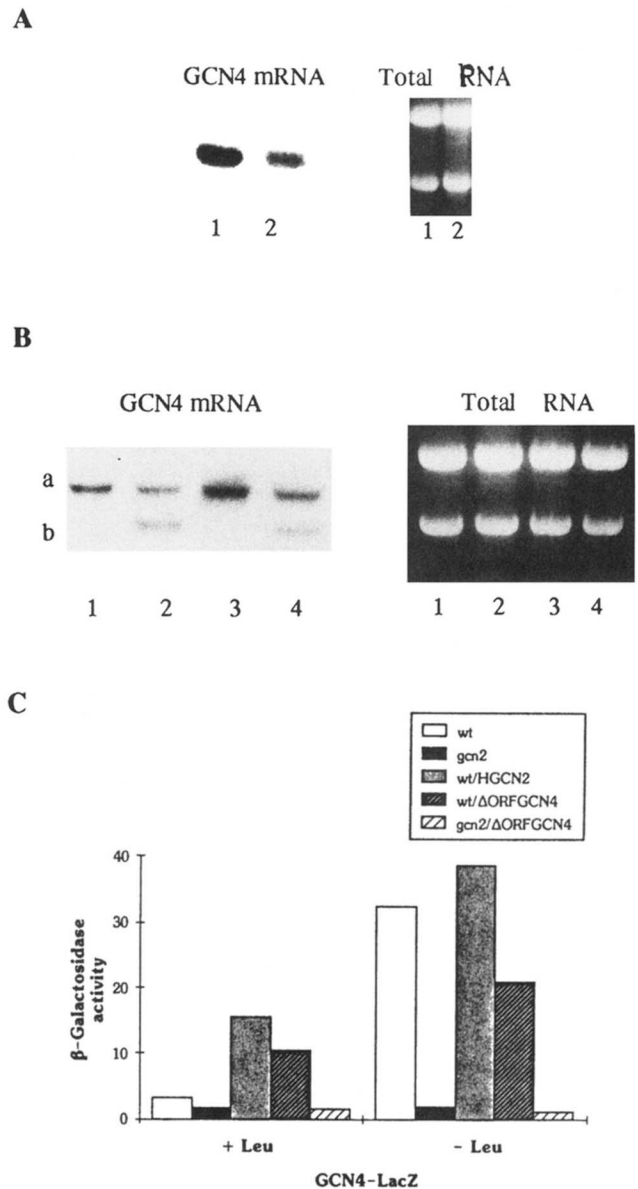 A
GCN4 mRNA
Total RNA
1 2
1 2
B
GCN4 mRNA
Total RNA
a
b
1 2 3 4
1 2 3 4
C
wt
gcn2
wt/HGCN2
wt/ΔORFGCN4
gcn2/ΔORFGCN4
β-Galactosidase
activity
40
30
20
10
0
+ Leu
- Leu
GCN4-LacZ